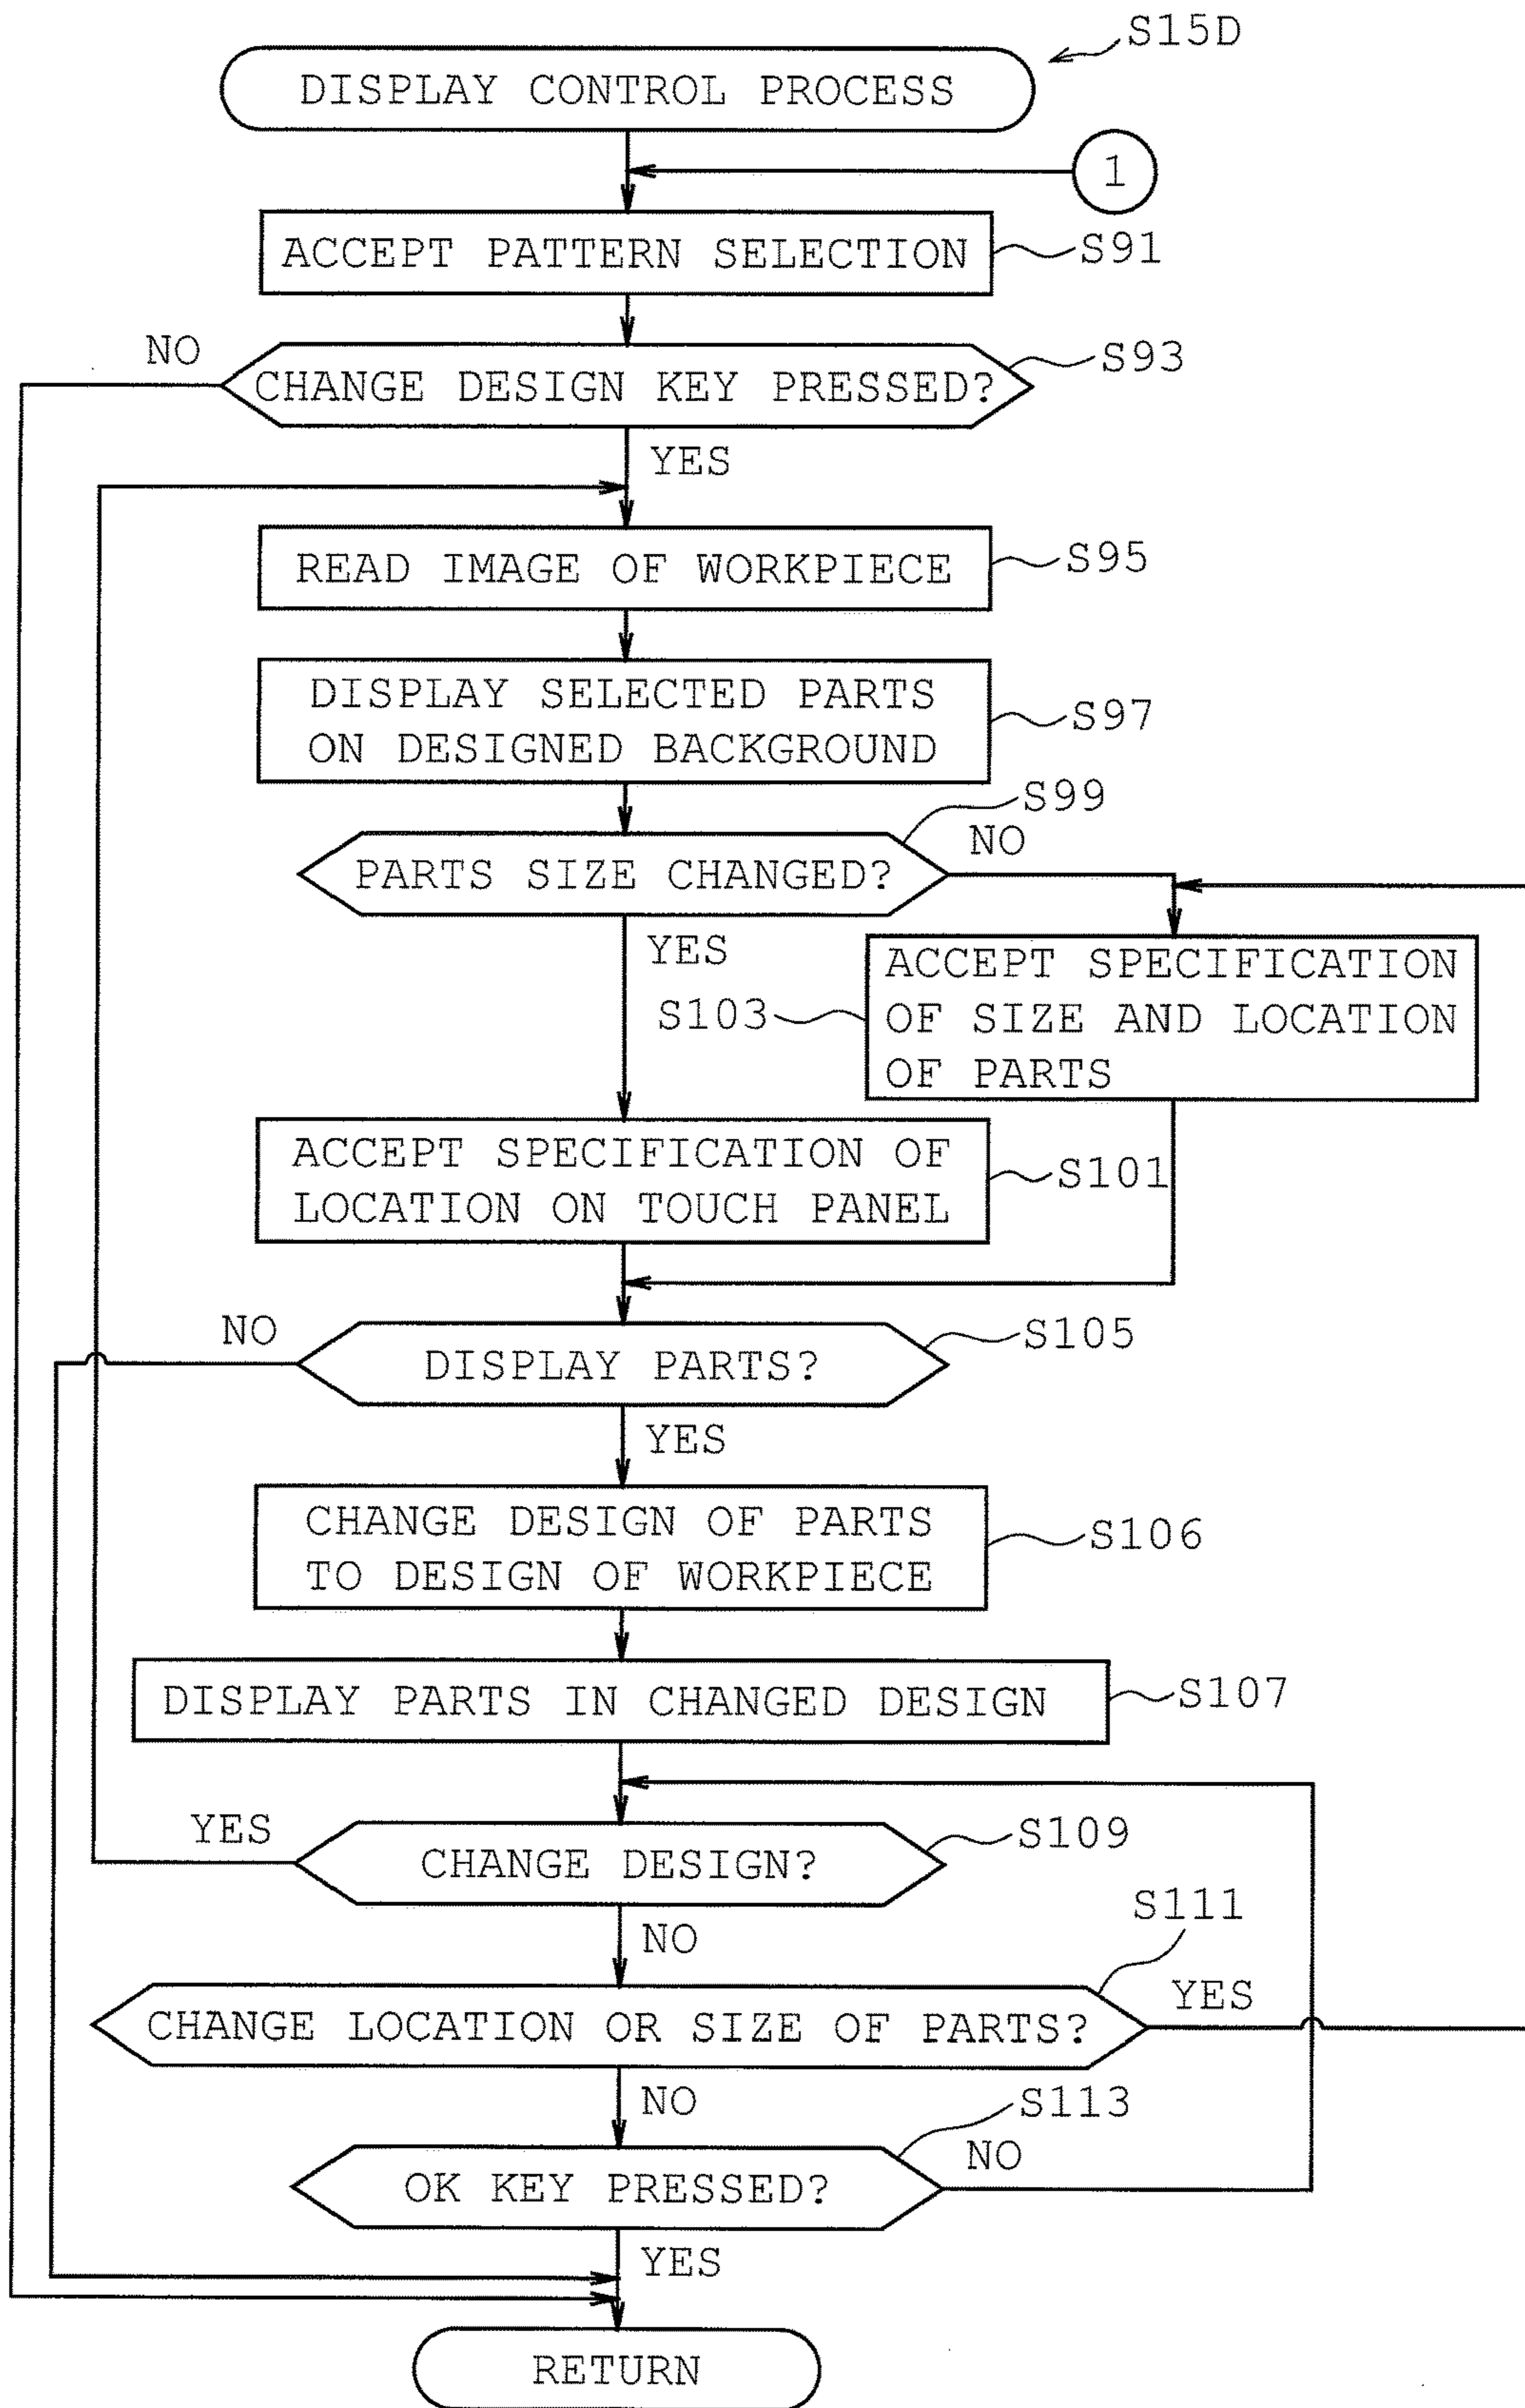 S15D
DISPLAY CONTROL PROCESS
1
ACCEPT PATTERN SELECTION
S91
NO
S93
CHANGE DESIGN KEY PRESSED?
YES
READ IMAGE OF WORKPIECE
S95
DISPLAY SELECTED PARTS
ON DESIGNED BACKGROUND
S97
S99
NO
PARTS SIZE CHANGED?
YES
ACCEPT SPECIFICATION
OF SIZE AND LOCATION
OF PARTS
S103
ACCEPT SPECIFICATION OF
LOCATION ON TOUCH PANEL
S101
NO
S105
DISPLAY PARTS?
YES
CHANGE DESIGN OF PARTS
TO DESIGN OF WORKPIECE
S106
DISPLAY PARTS IN CHANGED DESIGN
S107
YES
S109
CHANGE DESIGN?
NO
S111
YES
CHANGE LOCATION OR SIZE OF PARTS?
NO
S113
NO
OK KEY PRESSED?
YES
RETURN